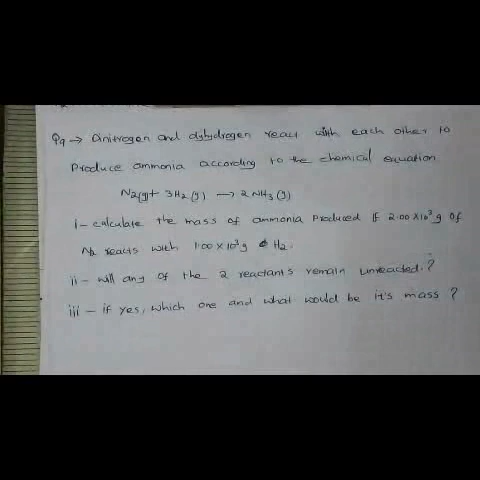 Q9 → Dinitrogen and dyhydrogen react with each other to
Produce ammonia according to the chemical equation
N2(g) + 3H2(g) → 2NH3(g)
i - calculate the mass of ammonia produced if 2.00 x 10³ g of
N2 reacts with 1.00 x 10³ g H2.
ii - will any of the 2 reactants remain unreacted?
iii - if yes, which one and what would be it's mass ?